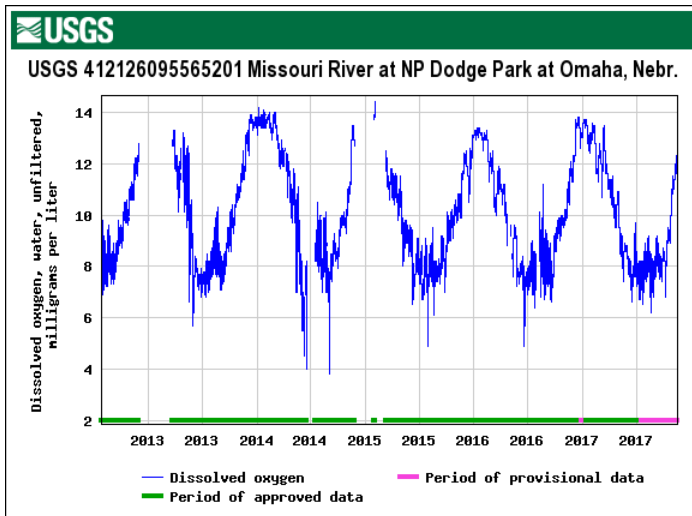 USGS
USGS 412126095565201 Missouri River at NP Dodge Park at Omaha, Nebr.
Dissolved oxygen, water, unfiltered,
milligrams per liter
14
12
10
8
6
4
2
2013 2013 2014 2014 2015 2015 2016 2016 2017 2017
Dissolved oxygen
Period of provisional data
Period of approved data